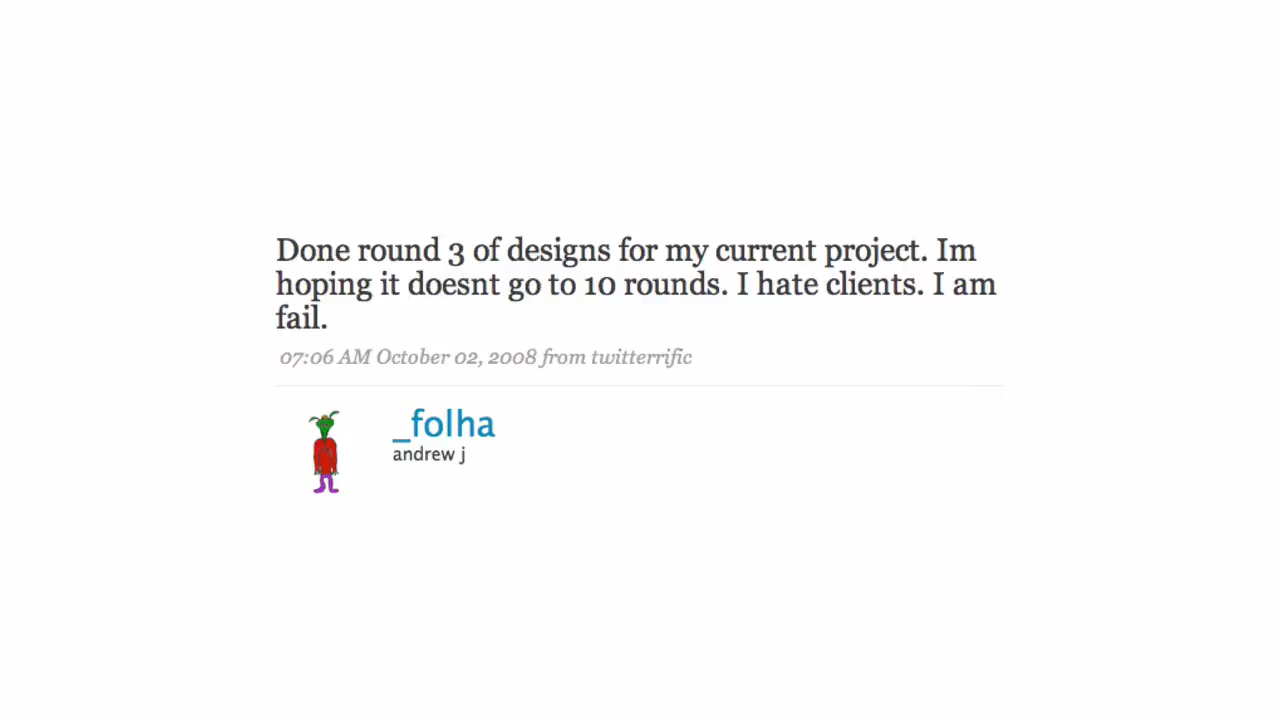 Done round 3 of designs for my current project. Im
hoping it doesnt go to 10 rounds. I hate clients. I am
fail.
07:06 AM October 02, 2008 from twitterrific
_folha
andrew j